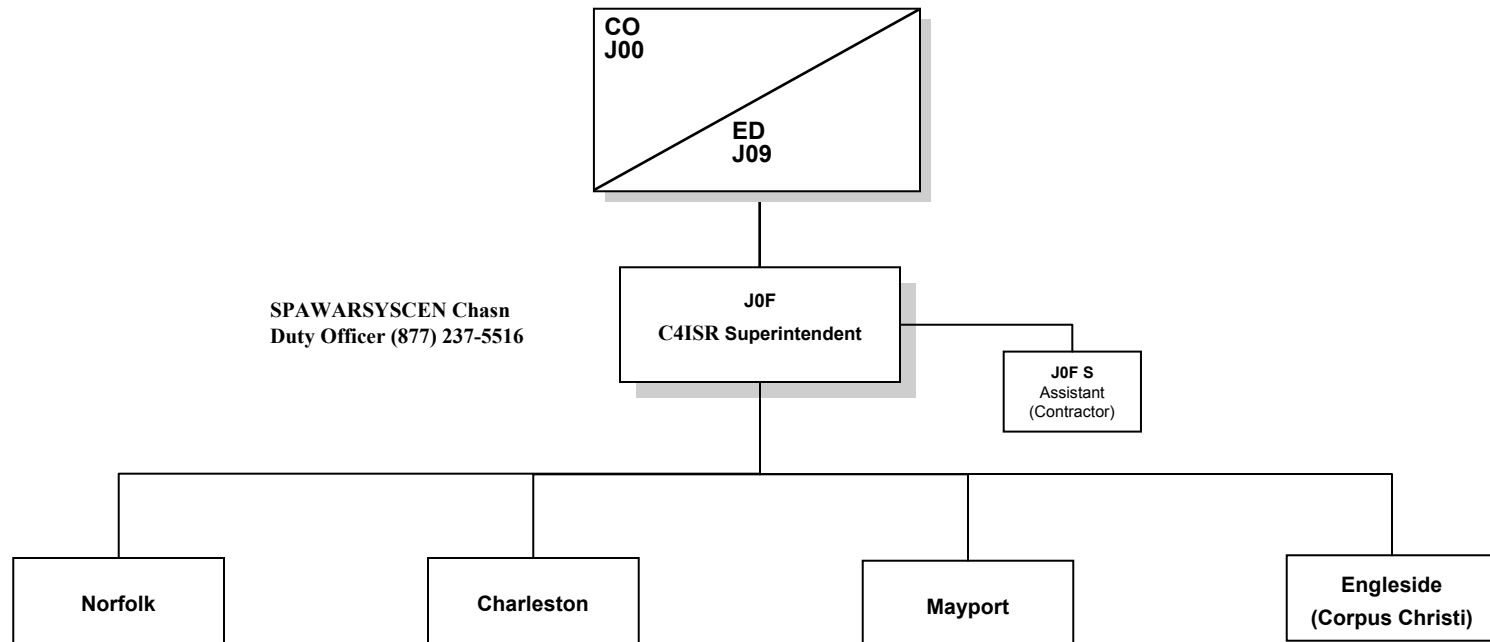 CO
J00
ED
J09
SPAWARSYSCEN Chasn
Duty Officer (877) 237-5516
J0F
C4ISR Superintendent
J0F S
Assistant
(Contractor)
Norfolk
Charleston
Mayport
Engleside
(Corpus Christi)